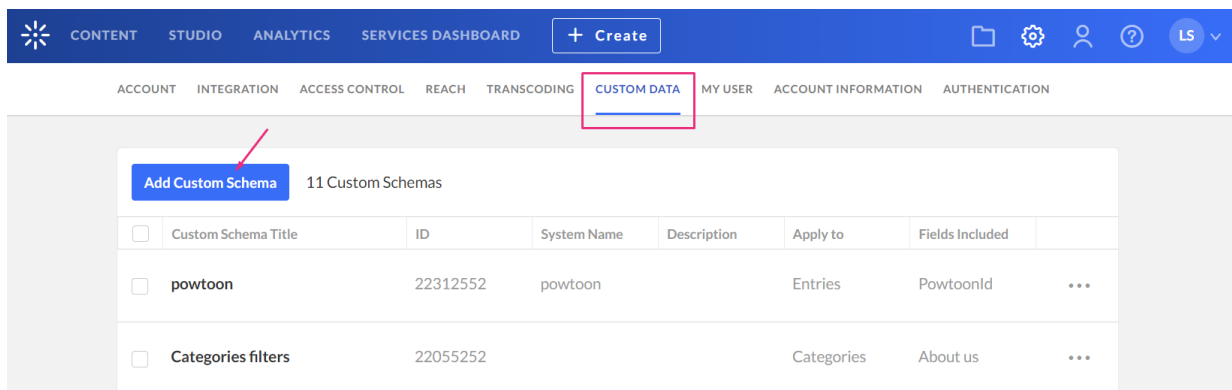 CONTENT STUDIO ANALYTICS SERVICES DASHBOARD + Create ? LS
ACCOUNT INTEGRATION ACCESS CONTROL REACH TRANSCODING CUSTOM DATA MY USER ACCOUNT INFORMATION AUTHENTICATION
Add Custom Schema 11 Custom Schemas
Custom Schema Title ID System Name Description Apply to Fields Included
powtoon 22312552 powtoon Entries PowtoonId
Categories filters 22055252 Categories About us